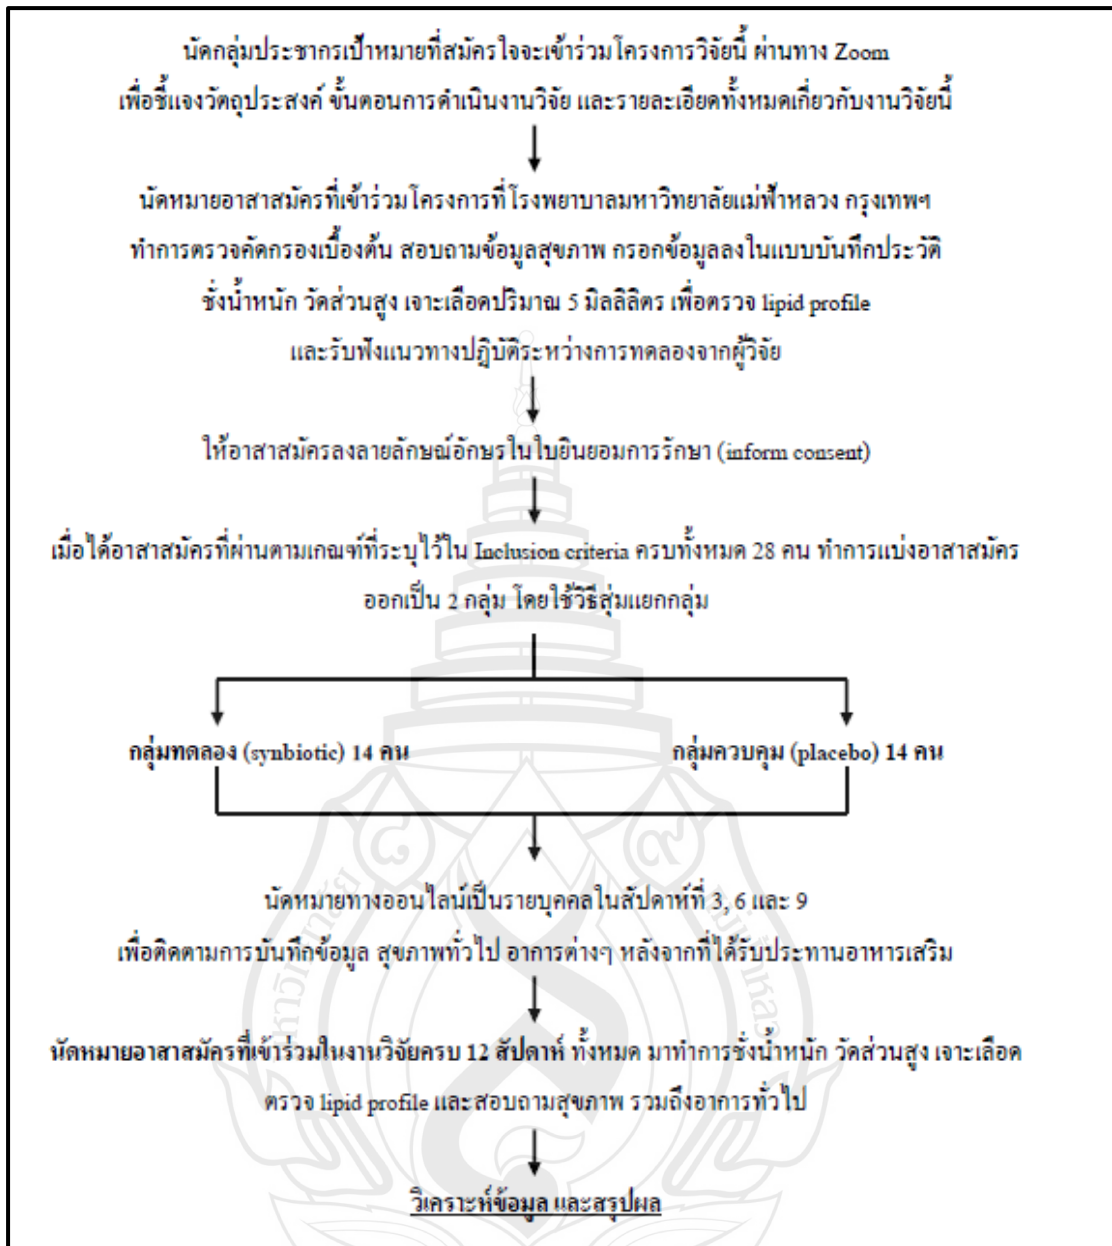 นัดกลุ่มประชากรเป้าหมายที่สมัครใจจะเข้าร่วมโครงการวิจัยนี้ ผ่านทาง Zoom
เพื่อชี้แจงวัตถุประสงค์ ขั้นตอนการดำเนินงานวิจัย และรายละเอียดทั้งหมดเกี่ยวกับงานวิจัยนี้
นัดหมายอาสาสมัครที่เข้าร่วมโครงการที่โรงพยาบาลมหาวิทยาลัยแม่ฟ้าหลวง กรุงเทพฯ
ทำการตรวจคัดกรองเบื้องต้น สอบถามข้อมูลสุขภาพ กรอกข้อมูลลงในแบบบันทึกประวัติ
ชั่งน้ำหนัก วัดส่วนสูง เจาะเลือดปริมาณ 5 มิลลิลิตร เพื่อตรวจ lipid profile
และรับฟังแนวทางปฏิบัติระหว่างการทดลองจากผู้วิจัย
ให้อาสาสมัครลงลายลักษณ์อักษรในใบยินยอมการรักษา (inform consent)
เมื่อได้อาสาสมัครที่ผ่านตามเกณฑ์ที่ระบุไว้ใน Inclusion criteria ครบทั้งหมด 28 คน ทำการแบ่งอาสาสมัคร
ออกเป็น 2 กลุ่ม โดยใช้วิธีสุ่มแยกกลุ่ม
กลุ่มทดลอง (synbiotic) 14 คน
กลุ่มควบคุม (placebo) 14 คน
นัดหมายทางออนไลน์เป็นรายบุคคลในสัปดาห์ที่ 3, 6 และ 9
เพื่อติดตามการบันทึกข้อมูล สุขภาพทั่วไป อาการต่างๆ หลังจากที่ได้รับประทานอาหารเสริม
นัดหมายอาสาสมัครที่เข้าร่วมในงานวิจัยครบ 12 สัปดาห์ ทั้งหมด มาทำการชั่งน้ำหนัก วัดส่วนสูง เจาะเลือด
ตรวจ lipid profile และสอบถามสุขภาพ รวมถึงอาการทั่วไป
วิเคราะห์ข้อมูล และสรุปผล